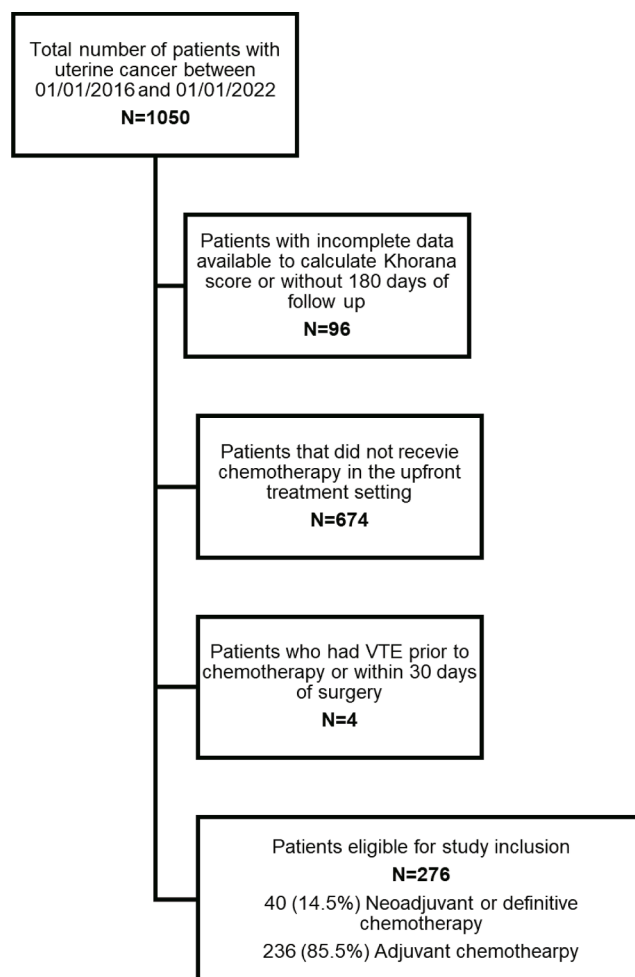 Total number of patients with
uterine cancer between
01/01/2016 and 01/01/2022
N=1050
Patients with incomplete data
available to calculate Khorana
score or without 180 days of
follow up
N=96
Patients that did not recevie
chemotherapy in the upfront
treatment setting
N=674
Patients who had VTE prior to
chemotherapy or within 30 days
of surgery
N=4
Patients eligible for study inclusion
N=276
40 (14.5%) Neoadjuvant or definitive
chemotherapy
236 (85.5%) Adjuvant chemothearpy